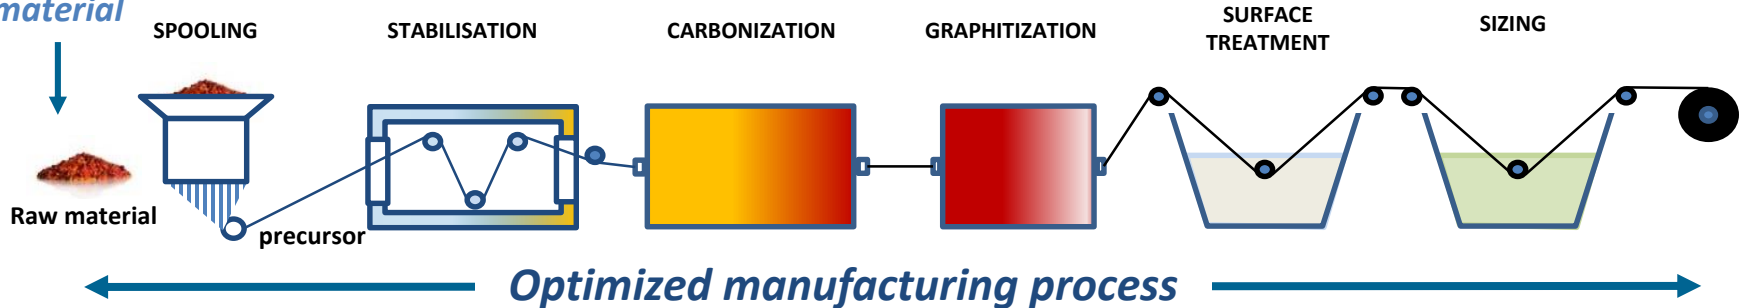 material
SPOOLING
STABILISATION
CARBONIZATION
GRAPHITIZATION
SURFACE
TREATMENT
SIZING
Raw material
precursor
Optimized manufacturing process